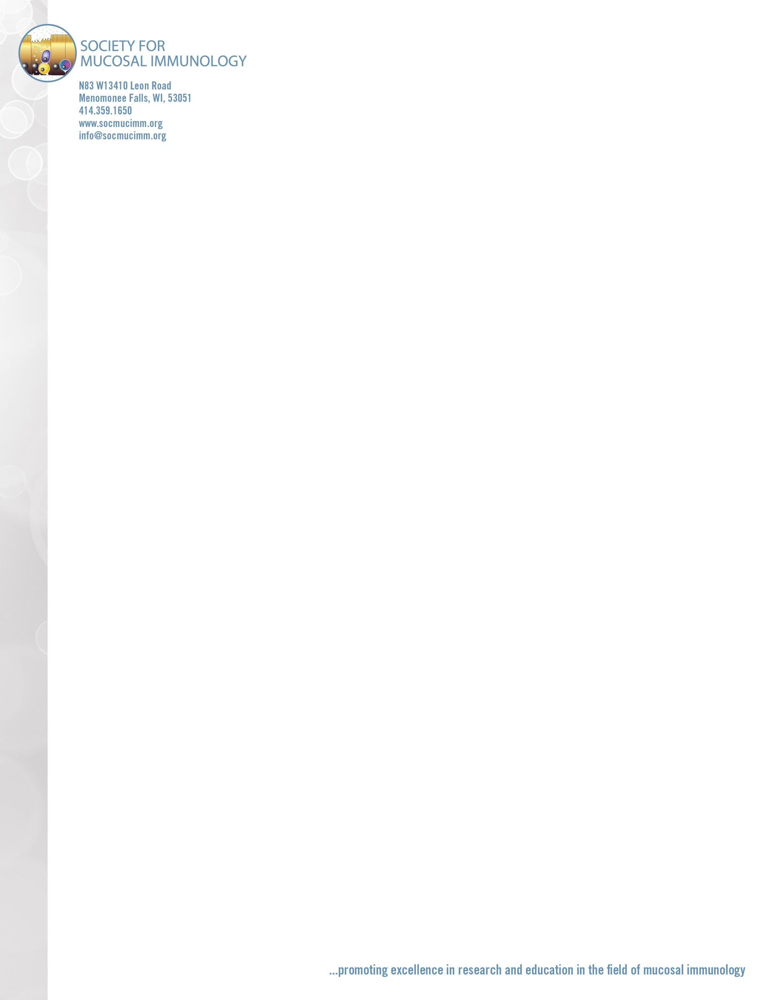 SOCIETY FOR
MUCOSAL IMMUNOLOGY
N83 W13410 Leon Road
Menomonee Falls, WI, 53051
414.359.1650
www.socmucimm.org
info@socmucimm.org
...promoting excellence in research and education in the field of mucosal immunology